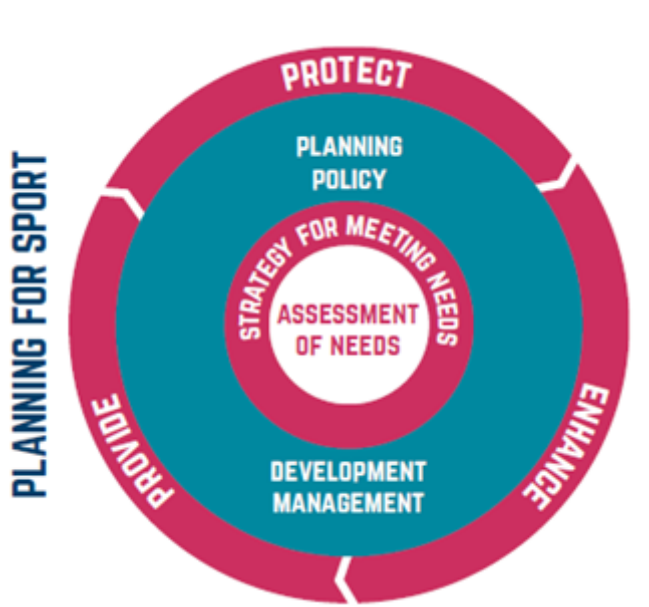 PLANNING FOR SPORT
PROTECT
PLANNING
POLICY
STRATEGY FOR MEETING NEEDS
ASSESSMENT
OF NEEDS
DEVELOPMENT
MANAGEMENT
PROVIDE
ENHANCE